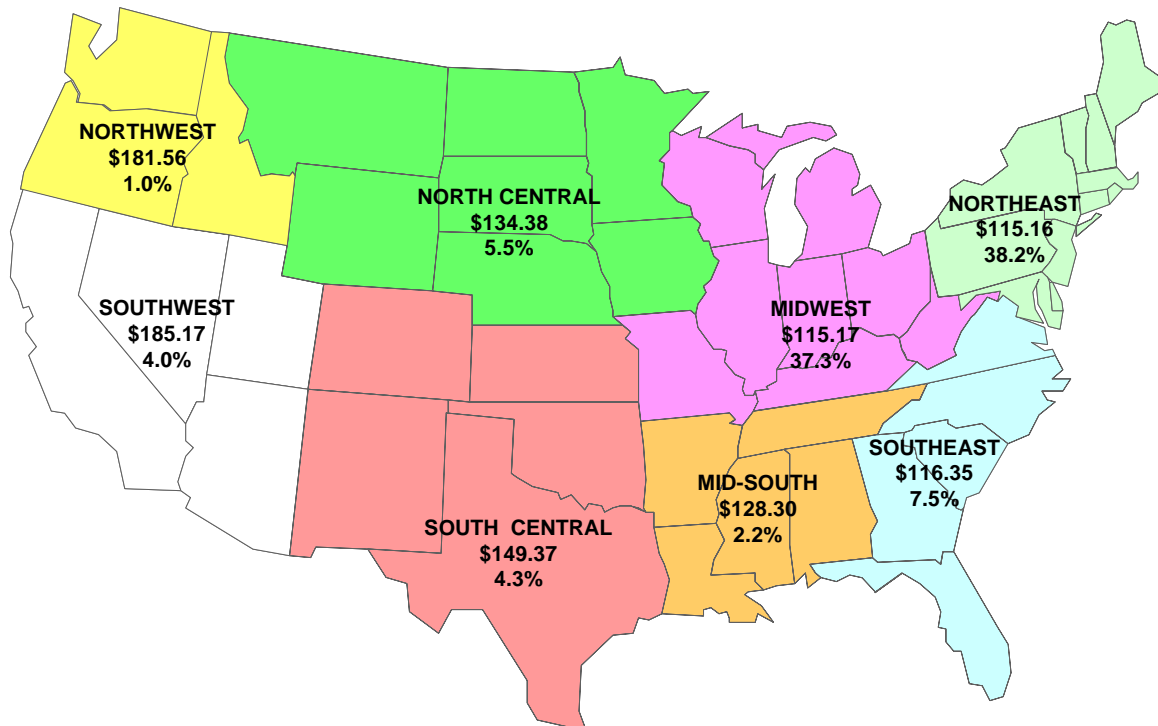 NORTHWEST
$181.56
1.0%
NORTH CENTRAL
$134.38
5.5%
NORTHEAST
$115.16
38.2%
SOUTHWEST
$185.17
4.0%
MIDWEST
$115.17
37.3%
SOUTHEAST
$116.35
7.5%
MID-SOUTH
$128.30
2.2%
SOUTH  CENTRAL
$149.37
4.3%